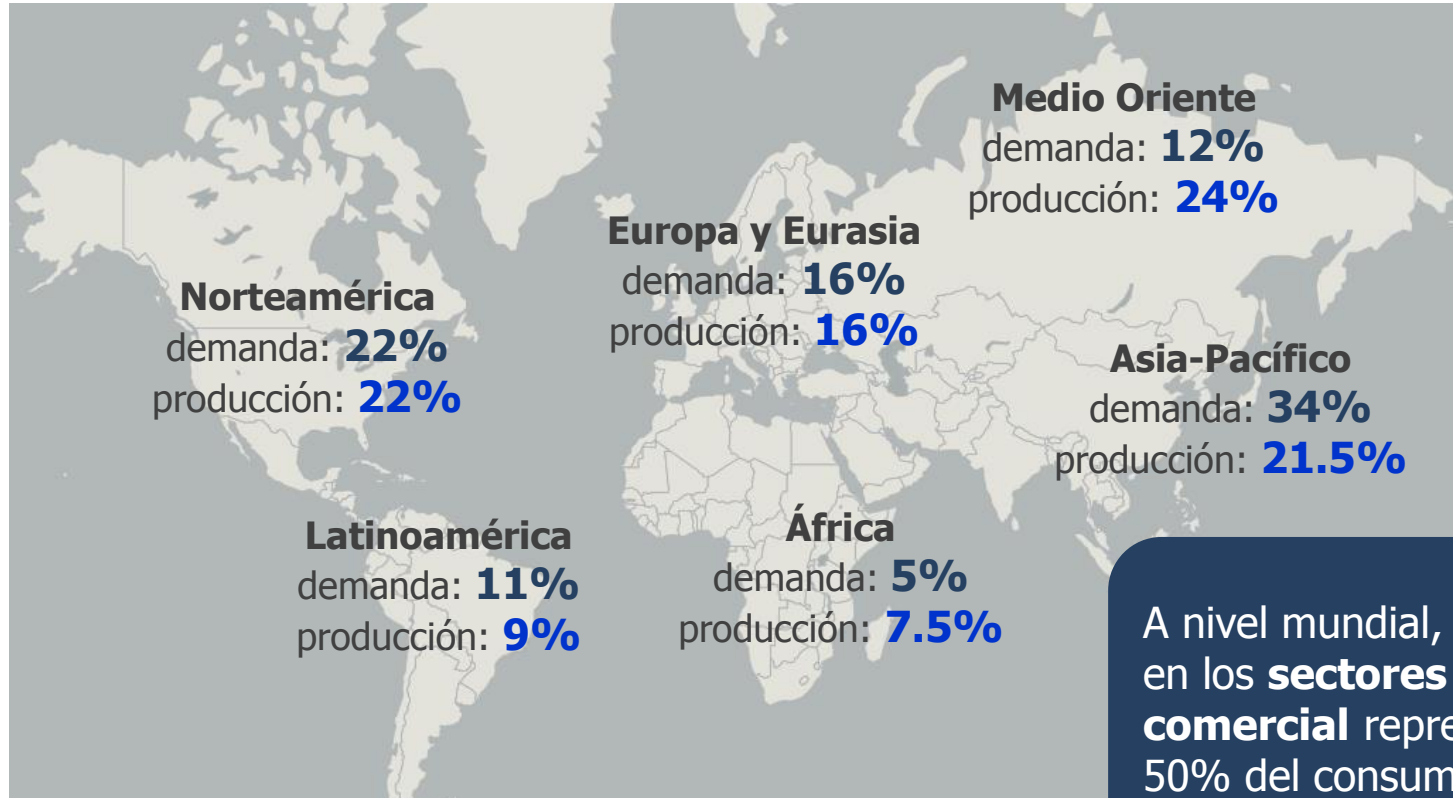 Medio Oriente
demanda: 12%
producción: 24%
Europa y Eurasia
demanda: 16%
producción: 16%
Norteamérica
demanda: 22%
producción: 22%
Asia-Pacífico
demanda: 34%
producción: 21.5%
Latinoamérica
demanda: 11%
producción: 9%
África
demanda: 5%
producción: 7.5%
A nivel mundial,
en los sectores
comercial
50% del